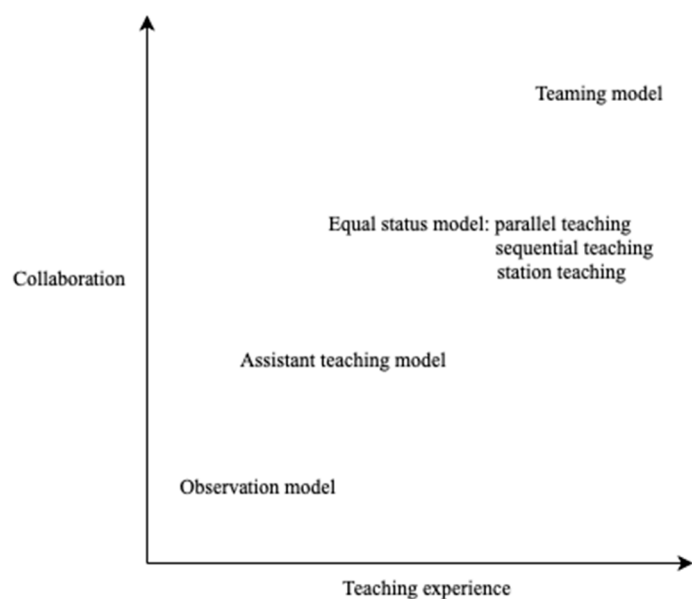 Teaming model
Equal status model: parallel teaching
sequential teaching
station teaching
Collaboration
Assistant teaching model
Observation model
Teaching experience